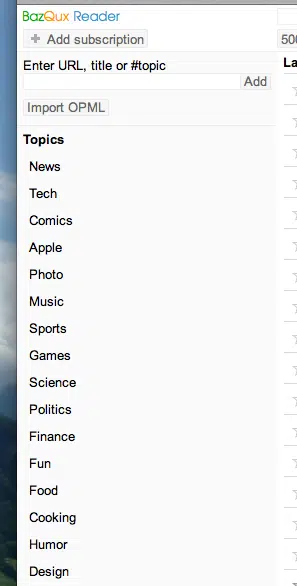 BazQux Reader
+ Add subscription
500
Enter URL, title or #topic
La
Add
Import OPML
Topics
News
Tech
Comics
Apple
Photo
Music
Sports
Games
Science
Politics
Finance
Fun
Food
Cooking
Humor
Design